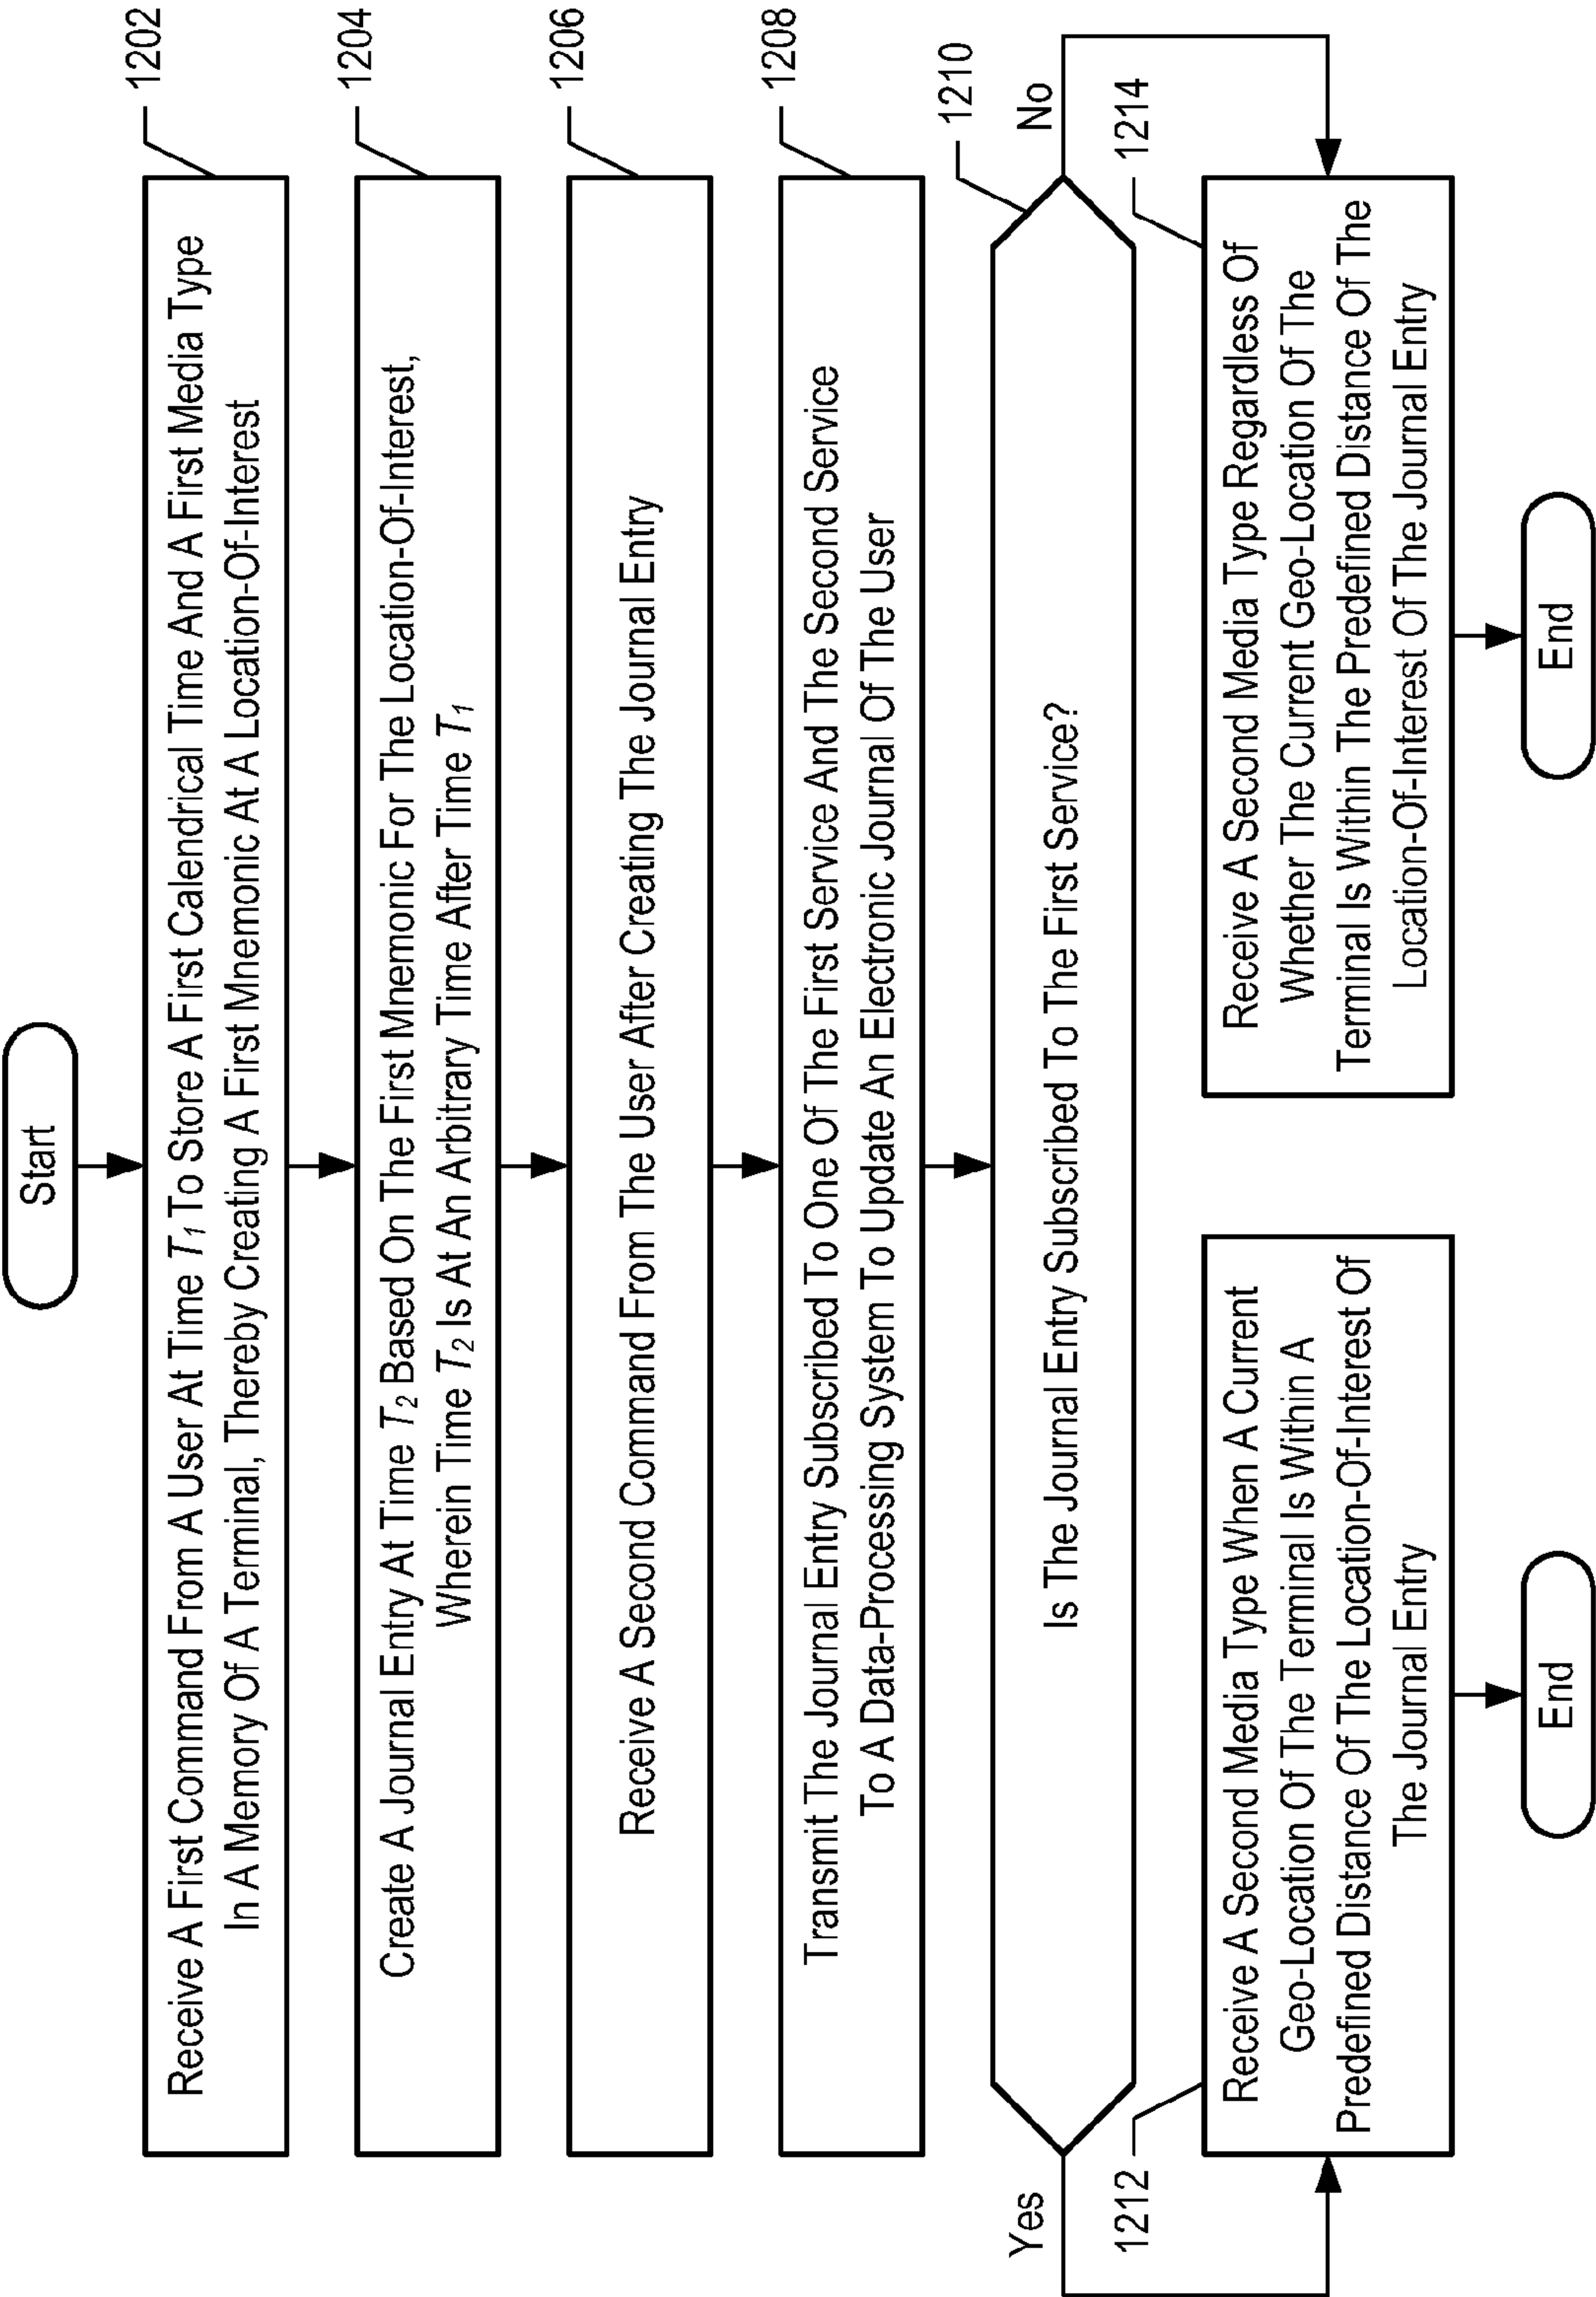 Start
1202
Receive A First Command From A User At Time T1 To Store A First Calendrical Time And A First Media Type
In A Memory Of A Terminal, Thereby Creating A First Mnemonic At A Location-Of-Interest
1204
Create A Journal Entry At Time T2 Based On The First Mnemonic For The Location-Of-Interest,
Wherein Time T2 Is At An Arbitrary Time After Time T1
1206
Receive A Second Command From The User After Creating The Journal Entry
1208
Transmit The Journal Entry Subscribed To One Of The First Service And The Second Service
To A Data-Processing System To Update An Electronic Journal Of The User
1210
Is The Journal Entry Subscribed To The First Service?
Yes
No
1212
Receive A Second Media Type When A Current
Geo-Location Of The Terminal Is Within A
Predefined Distance Of The Location-Of-Interest Of
The Journal Entry
1214
Receive A Second Media Type Regardless Of
Whether The Current Geo-Location Of The
Terminal Is Within The Predefined Distance Of The
Location-Of-Interest Of The Journal Entry
End
End